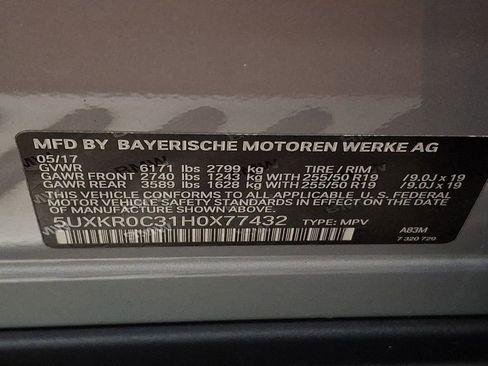 MFD BY BAYERISCHE MOTOREN WERKE AG
05/17
GVWR 6171 lbs 2799 kg TIRE / RIM
GAWR FRONT 2740 lbs 1243 kg WITH 255/50 R19 /9.0J x 19
GAWR REAR 3589 lbs 1628 kg WITH 255/50 R19 /9.0J x 19
THIS VEHICLE CONFORMS TO ALL APPLICABLE U.S. FEDERAL
MOTOR VEHICLE SAFETY STANDARDS IN EFFECT ON THE DATE
OF MANUFACTURE SHOWN ABOVE.
5UXKR0C31H0X77432 TYPE: MPV
A83M
7 320 729